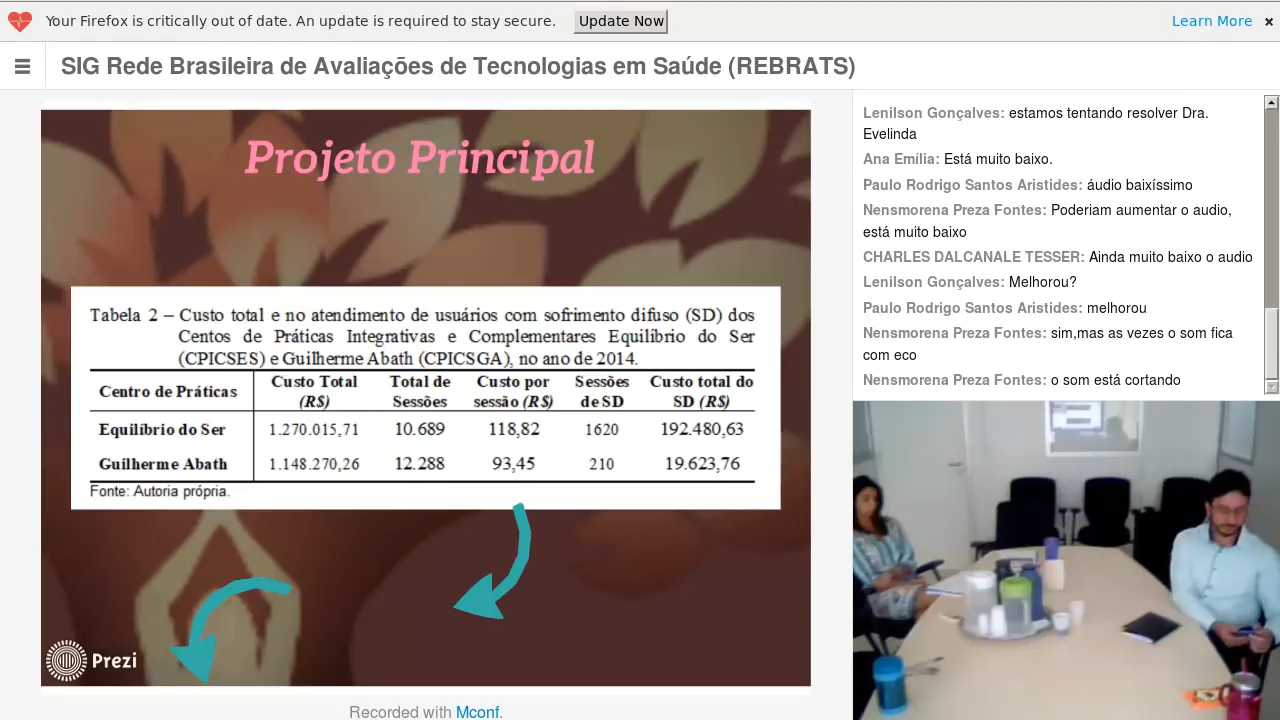 Your Firefox is critically out of date. An update is required to stay secure. Update Now Learn More ×
SIG Rede Brasileira de Avaliações de Tecnologias em Saúde (REBRATS)
Projeto Principal
Tabela 2 – Custo total e no atendimento de usuários com sofrimento difuso (SD) dos
Centos de Práticas Integrativas e Complementares Equilíbrio do Ser
(CPICSES) e Guilherme Abath (CPICSGA), no ano de 2014.
Centro de Práticas Custo Total (R$) Total de Sessões Custo por sessão (R$) Sessões de SD Custo total do SD (R$)
Equilíbrio do Ser 1.270.015,71 10.689 118,82 1620 192.480,63
Guilherme Abath 1.148.270,26 12.288 93,45 210 19.623,76
Fonte: Autoria própria.
Prezi
Recorded with Mconf.
Lenilson Gonçalves: estamos tentando resolver Dra.
Evelinda
Ana Emília: Está muito baixo.
Paulo Rodrigo Santos Aristides: áudio baixíssimo
Nensmorena Preza Fontes: Poderiam aumentar o audio,
está muito baixo
CHARLES DALCANALE TESSER: Ainda muito baixo o audio
Lenilson Gonçalves: Melhorou?
Paulo Rodrigo Santos Aristides: melhorou
Nensmorena Preza Fontes: sim,mas as vezes o som fica
com eco
Nensmorena Preza Fontes: o som está cortando